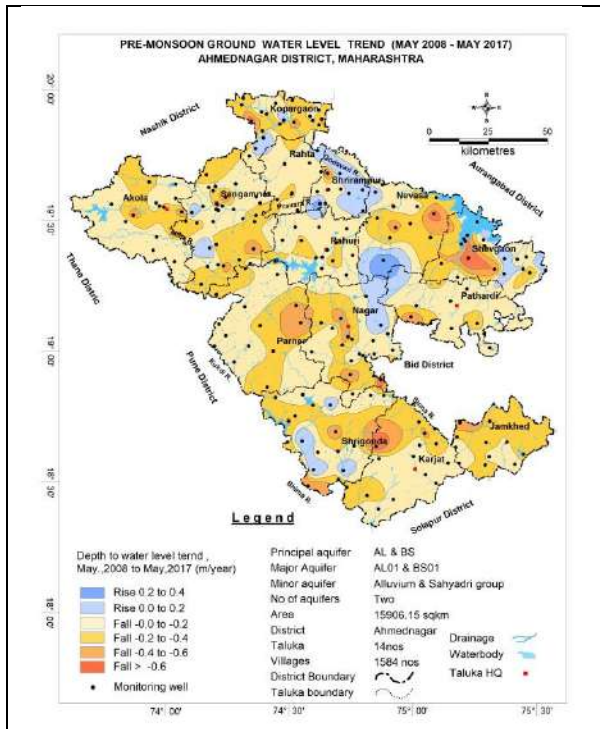 PRE-MONSOON GROUND WATER LEVEL TREND (MAY 2008 - MAY 2017)
AHMEDNAGAR DISTRICT, MAHARASHTRA
20°00
Nashik District
Kopargaon
0 25 50
kilometres
Rahta
Godavari R.
Shrirampur
Aurangabad District
Akola
Sangamner
Pravara R.
Nevasa
19°30
Rahuri
Shevgaon
Thane Distric
Pathardi
Nagar
19°00
Parner
Bid District
Pune District
Kukdi R.
Sina R.
Jamkhed
Shrigonda
Karjat
18°30
Bhima R.
Solapur District
Legend
Depth to water level ternd ,
May.,2008 to May,2017 (m/year)
Rise 0.2 to 0.4
Rise 0.0 to 0.2
Fall -0.0 to -0.2
Fall -0.2 to -0.4
Fall -0.4 to -0.6
Fall > -0.6
Monitoring well
Principal aquifer AL & BS
Major Aquifer AL01 & BS01
Minor aquifer Alluvium & Sahyadri group
No of aquifers Two
Area 15906.15 sqkm
District Ahmednagar
Taluka 14nos
Villages 1584 nos
District Boundary
Taluka boundary
Drainage
Waterbody
Taluka HQ
18°00
74°00 74°30 75°00 75°30